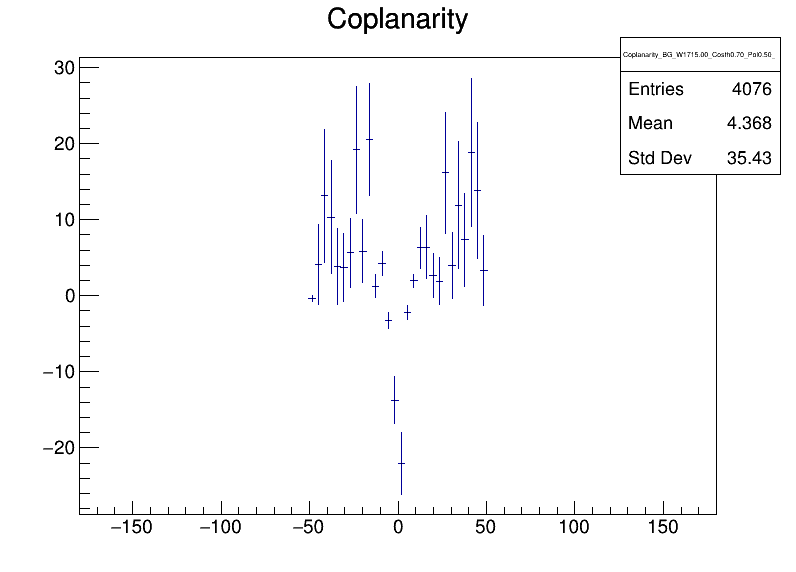 Coplanarity
Coplanarity_BG_W1715.00_Costh0.70_Pol0.50_
Entries 4076
Mean 4.368
Std Dev 35.43
30
20
10
0
−10
−20
−150 −100 −50 0 50 100 150